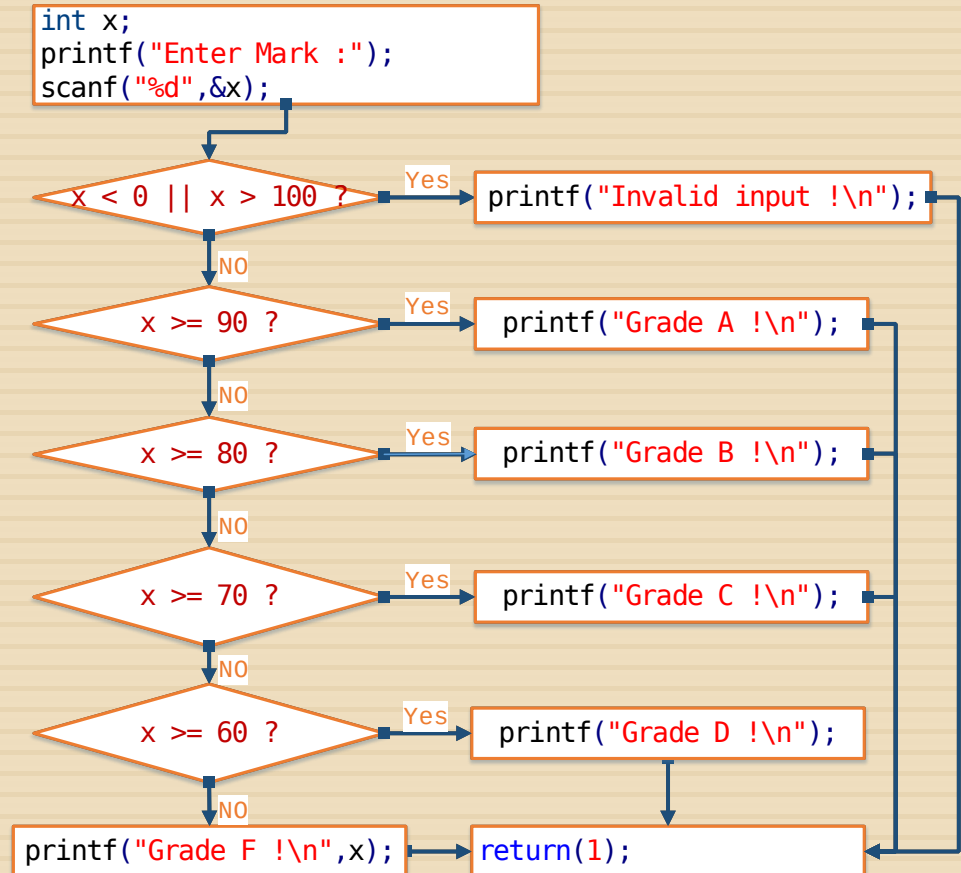 int x;
printf("Enter Mark :");
scanf("%d",&x);
x < 0 || x > 100 ?
Yes
printf("Invalid input !\n");
NO
x >= 90 ?
Yes
printf("Grade A !\n");
NO
x >= 80 ?
Yes
printf("Grade B !\n");
NO
x >= 70 ?
Yes
printf("Grade C !\n");
NO
x >= 60 ?
Yes
printf("Grade D !\n");
NO
printf("Grade F !\n",x);
return(1);